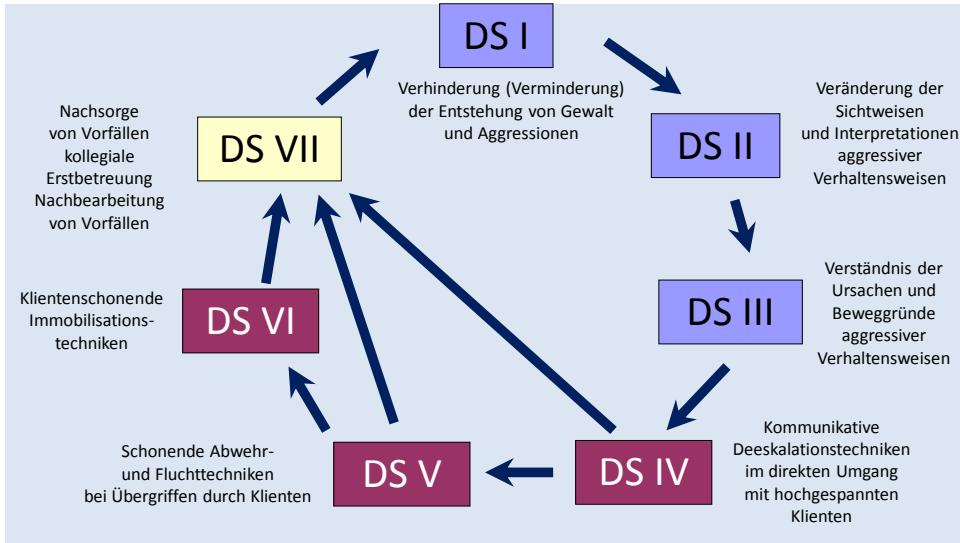 DS I
Verhinderung (Verminderung)
der Entstehung von Gewalt
und Aggressionen
DS II
Veränderung der
Sichtweisen
und Interpretationen
aggressiver
Verhaltensweisen
DS III
Verständnis der
Ursachen und
Beweggründe
aggressiver
Verhaltensweisen
DS IV
Kommunikative
Deeskalationstechniken
im direkten Umgang
mit hochgespannten
Klienten
DS V
Schonende Abwehr-
und Fluchttechniken
bei Übergriffen durch Klienten
DS VI
Klientenschonende
Immobilisations-
techniken
DS VII
Nachsorge
von Vorfällen
kollegiale
Erstbetreuung
Nachbearbeitung
von Vorfällen